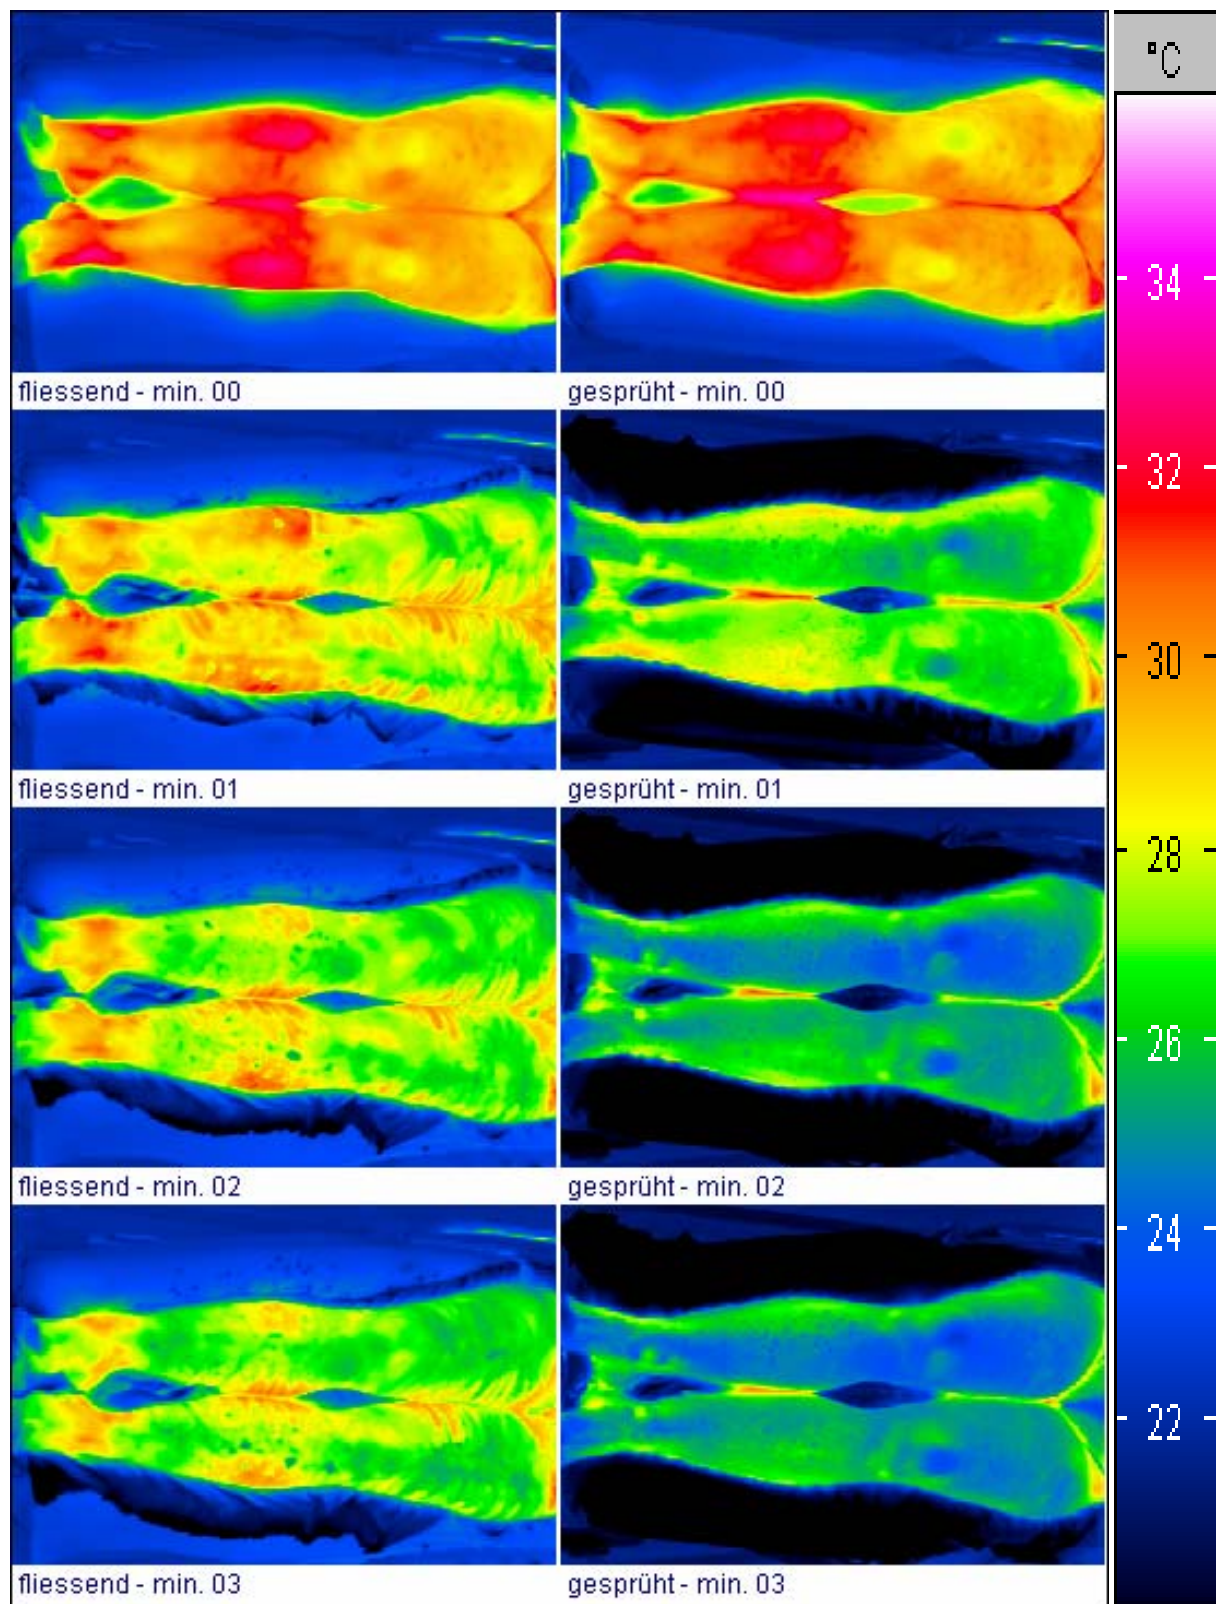 °C
fliessend - min. 00
gesprüht - min. 00
34
32
fliessend - min. 01
gesprüht - min. 01
30
28
fliessend - min. 02
gesprüht - min. 02
26
24
22
fliessend - min. 03
gesprüht - min. 03